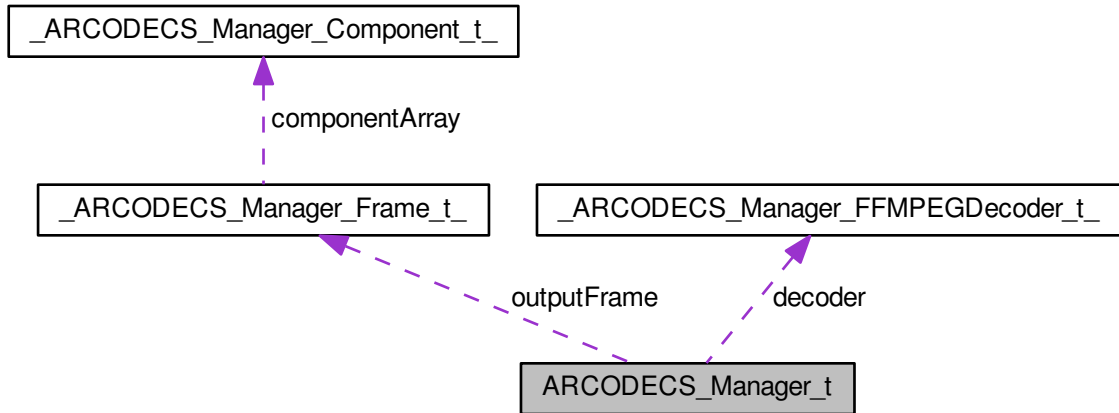 _ARCODECS_Manager_Component_t_
componentArray
_ARCODECS_Manager_Frame_t_
_ARCODECS_Manager_FFMPEGDecoder_t_
outputFrame
decoder
ARCODECS_Manager_t